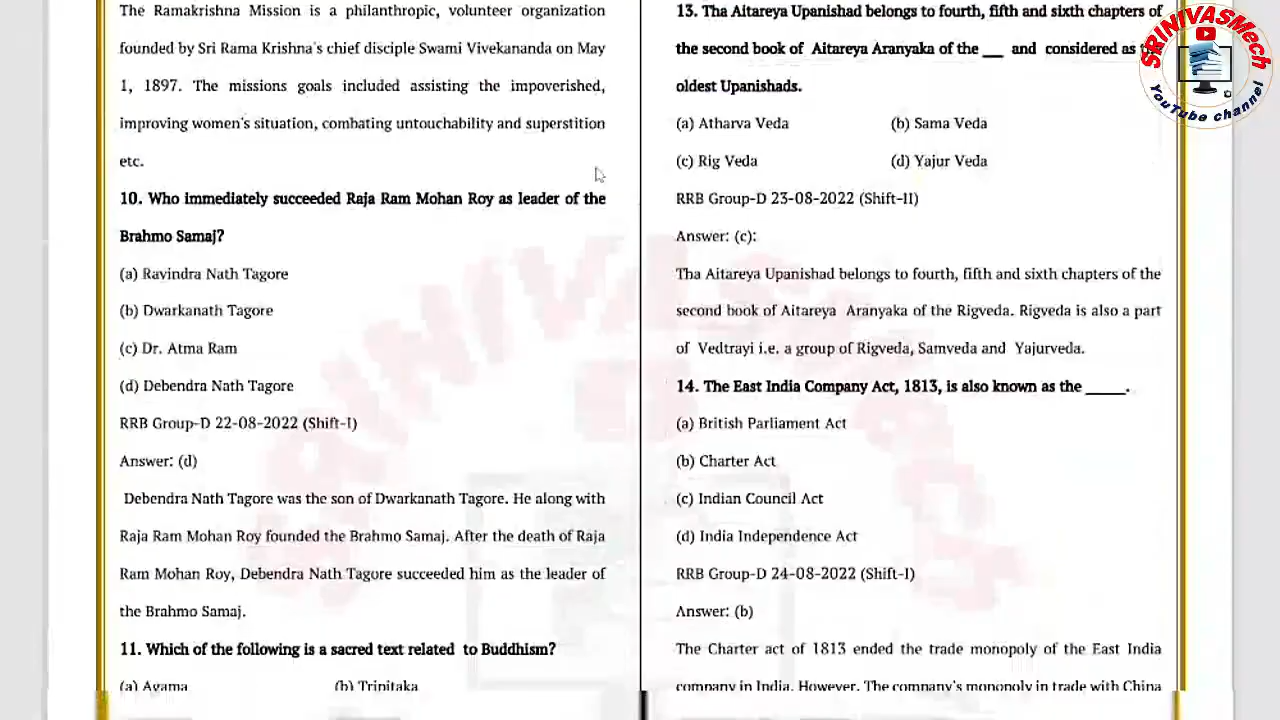 The Ramakrishna Mission is a philanthropic, volunteer organization
founded by Sri Rama Krishna's chief disciple Swami Vivekananda on May
1, 1897. The missions goals included assisting the impoverished,
improving women's situation, combating untouchability and superstition
etc.
10. Who immediately succeeded Raja Ram Mohan Roy as leader of the
Brahmo Samaj?
(a) Ravindra Nath Tagore
(b) Dwarkanath Tagore
(c) Dr. Atma Ram
(d) Debendra Nath Tagore
RRB Group-D 22-08-2022 (Shift-I)
Answer: (d)
Debendra Nath Tagore was the son of Dwarkanath Tagore. He along with
Raja Ram Mohan Roy founded the Brahmo Samaj. After the death of Raja
Ram Mohan Roy, Debendra Nath Tagore succeeded him as the leader of
the Brahmo Samaj.
11. Which of the following is a sacred text related to Buddhism?
(a) Agama (b) Tripitaka
13. Tha Aitareya Upanishad belongs to fourth, fifth and sixth chapters of
the second book of Aitareya Aranyaka of the __ and considered as the
oldest Upanishads.
(a) Atharva Veda (b) Sama Veda
(c) Rig Veda (d) Yajur Veda
RRB Group-D 23-08-2022 (Shift-II)
Answer: (c):
Tha Aitareya Upanishad belongs to fourth, fifth and sixth chapters of the
second book of Aitareya Aranyaka of the Rigveda. Rigveda is also a part
of Vedtrayi i.e. a group of Rigveda, Samveda and Yajurveda.
14. The East India Company Act, 1813, is also known as the _____.
(a) British Parliament Act
(b) Charter Act
(c) Indian Council Act
(d) India Independence Act
RRB Group-D 24-08-2022 (Shift-I)
Answer: (b)
The Charter act of 1813 ended the trade monopoly of the East India
company in India. However. The company's monopoly in trade with China
SRINIVASMech
YouTube channel